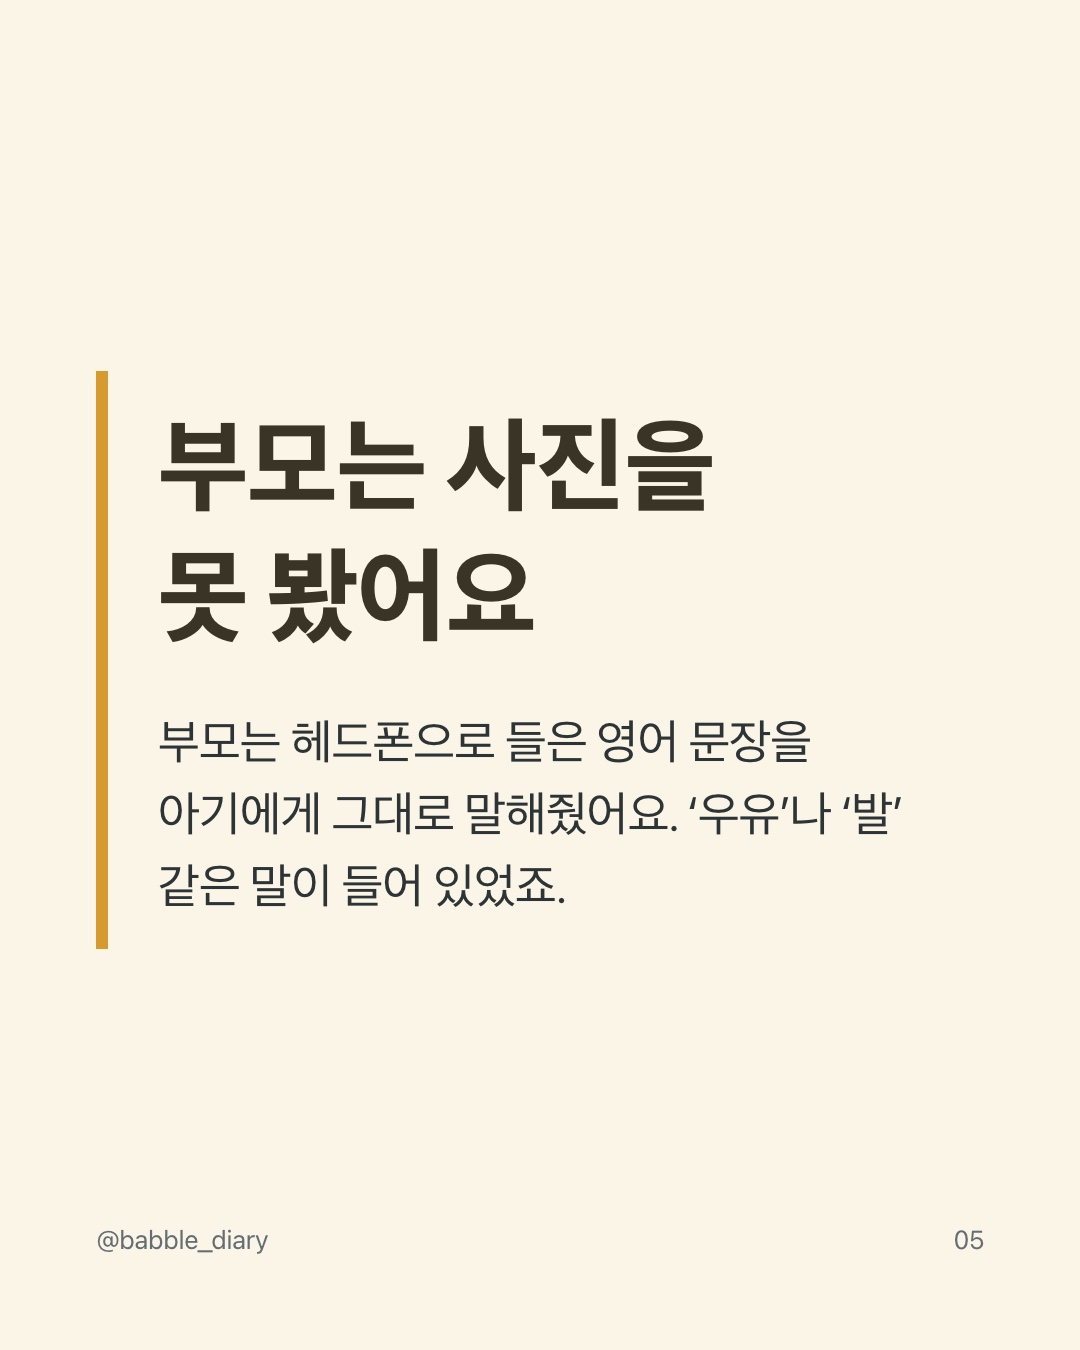 부모는 사진을
못 봤어요
부모는 헤드폰으로 들은 영어 문장을
아기에게 그대로 말해줬어요. ‘우유’나 ‘발’
같은 말이 들어 있었죠.
@babble_diary
05